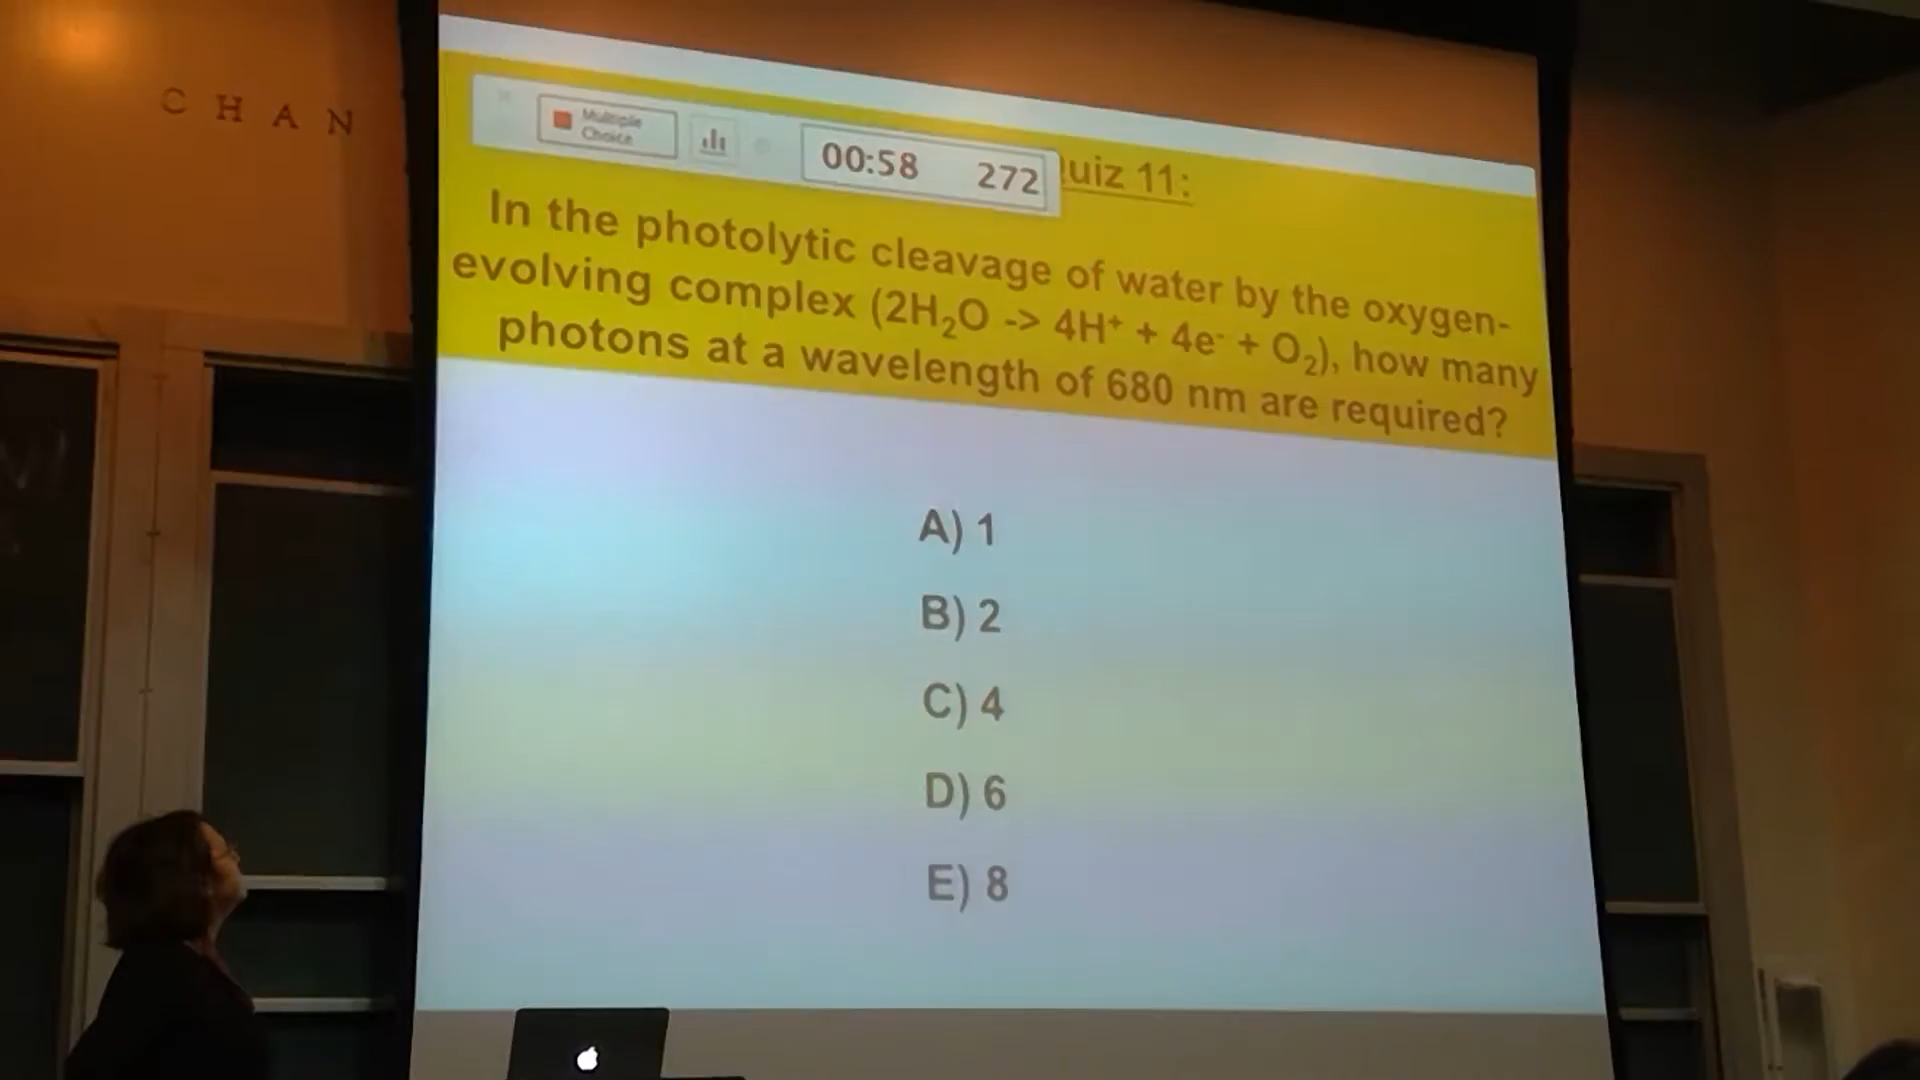 CHAN
Multiple
Choice
00:58 272
uiz 11:
In the photolytic cleavage of water by the oxygen-
evolving complex (2H₂O -> 4H⁺ + 4e⁻ + O₂), how many
photons at a wavelength of 680 nm are required?
A) 1
B) 2
C) 4
D) 6
E) 8